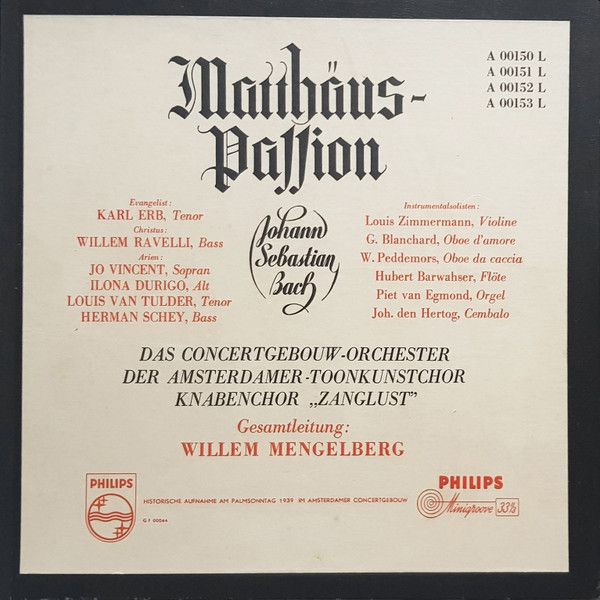 Matthäus-
Passion
A 00150 L
A 00151 L
A 00152 L
A 00153 L
Evangelist:
KARL ERB, Tenor
Christus:
WILLEM RAVELLI, Bass
Arien:
JO VINCENT, Sopran
ILONA DURIGO, Alt
LOUIS VAN TULDER, Tenor
HERMAN SCHEY, Bass
(Johann
Sebastian
Bach)
Instrumentalsolisten:
Louis Zimmermann, Violine
G. Blanchard, Oboe d'amore
W. Peddemors, Oboe da caccia
Hubert Barwahser, Flöte
Piet van Egmond, Orgel
Joh. den Hertog, Cembalo
DAS CONCERTGEBOUW-ORCHESTER
DER AMSTERDAMER-TOONKUNSTCHOR
KNABENCHOR „ZANGLUST”
Gesamtleitung:
WILLEM MENGELBERG
PHILIPS
HISTORISCHE AUFNAHME AM PALMSONNTAG 1939 IM AMSTERDAMER CONCERTGEBOUW
G F 00064
PHILIPS
Minigroove 33⅓